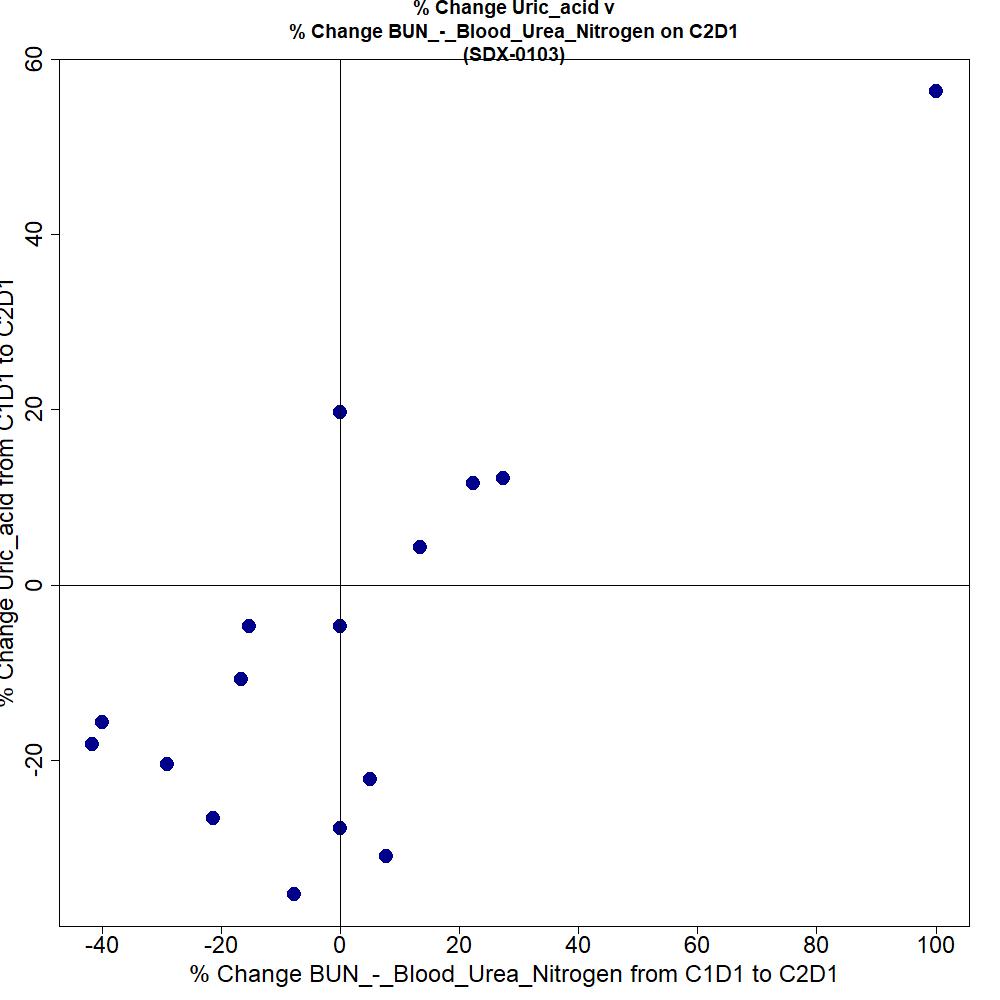 % Change Uric_acid v
% Change BUN_-_Blood_Urea_Nitrogen on C2D1
(SDX-0103)
60
40
20
0
-20
% Change Uric_acid from C1D1 to C2D1
-40 -20 0 20 40 60 80 100
% Change BUN_-_Blood_Urea_Nitrogen from C1D1 to C2D1